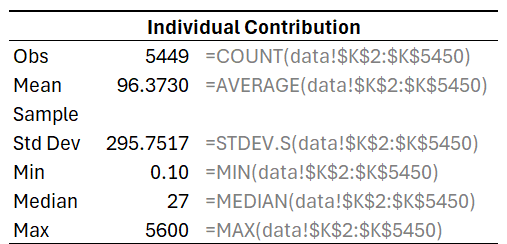 Individual Contribution
Obs 5449 =COUNT(data!$K$2:$K$5450)
Mean 96.3730 =AVERAGE(data!$K$2:$K$5450)
Sample
Std Dev 295.7517 =STDEV.S(data!$K$2:$K$5450)
Min 0.10 =MIN(data!$K$2:$K$5450)
Median 27 =MEDIAN(data!$K$2:$K$5450)
Max 5600 =MAX(data!$K$2:$K$5450)